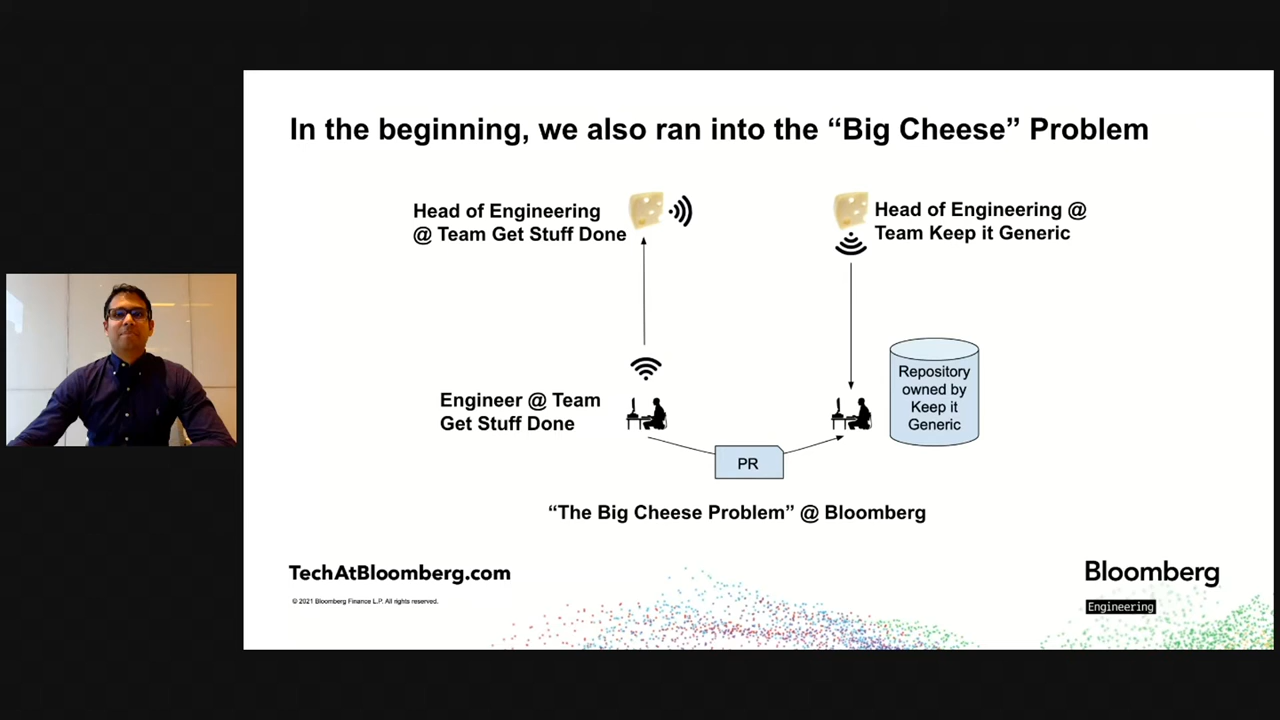 In the beginning, we also ran into the “Big Cheese” Problem
Head of Engineering
@ Team Get Stuff Done
Head of Engineering @
Team Keep it Generic
Engineer @ Team
Get Stuff Done
Repository
owned by
Keep it
Generic
PR
“The Big Cheese Problem” @ Bloomberg
TechAtBloomberg.com
© 2021 Bloomberg Finance L.P. All rights reserved.
Bloomberg
Engineering